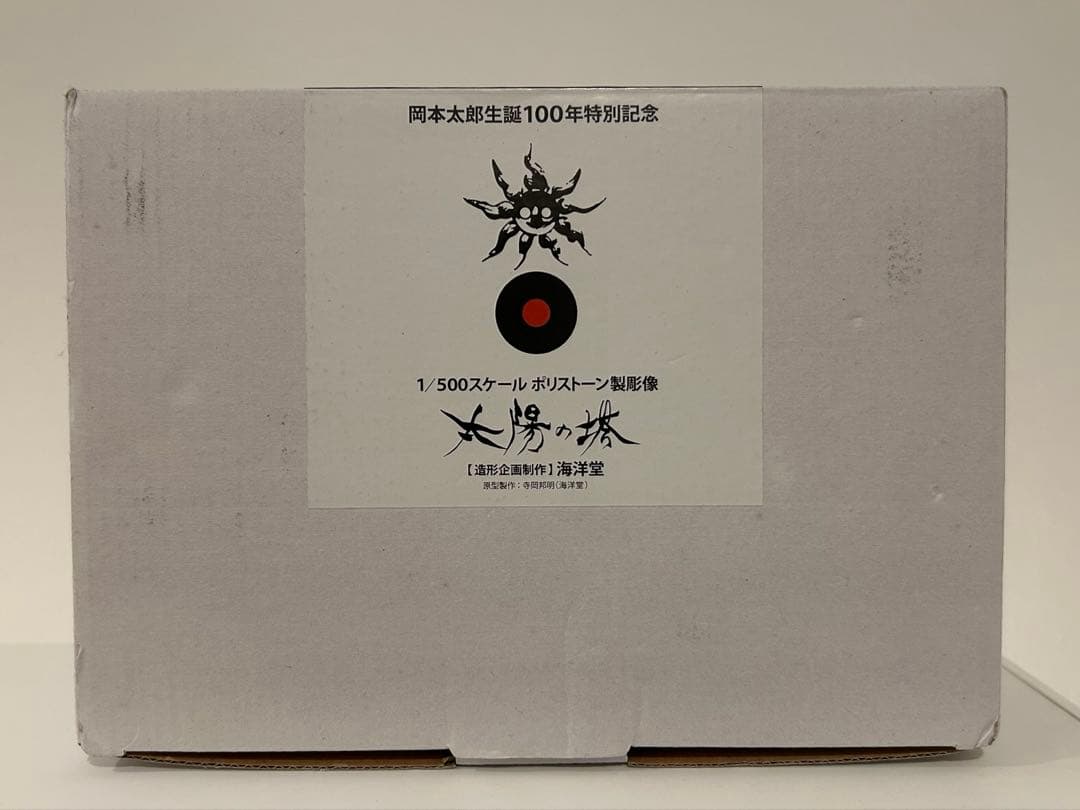 岡本太郎生誕100年特別記念
1/500スケール ポリストーン製彫像
太陽の塔
【造形企画制作】海洋堂
原型製作：寺岡邦明(海洋堂)